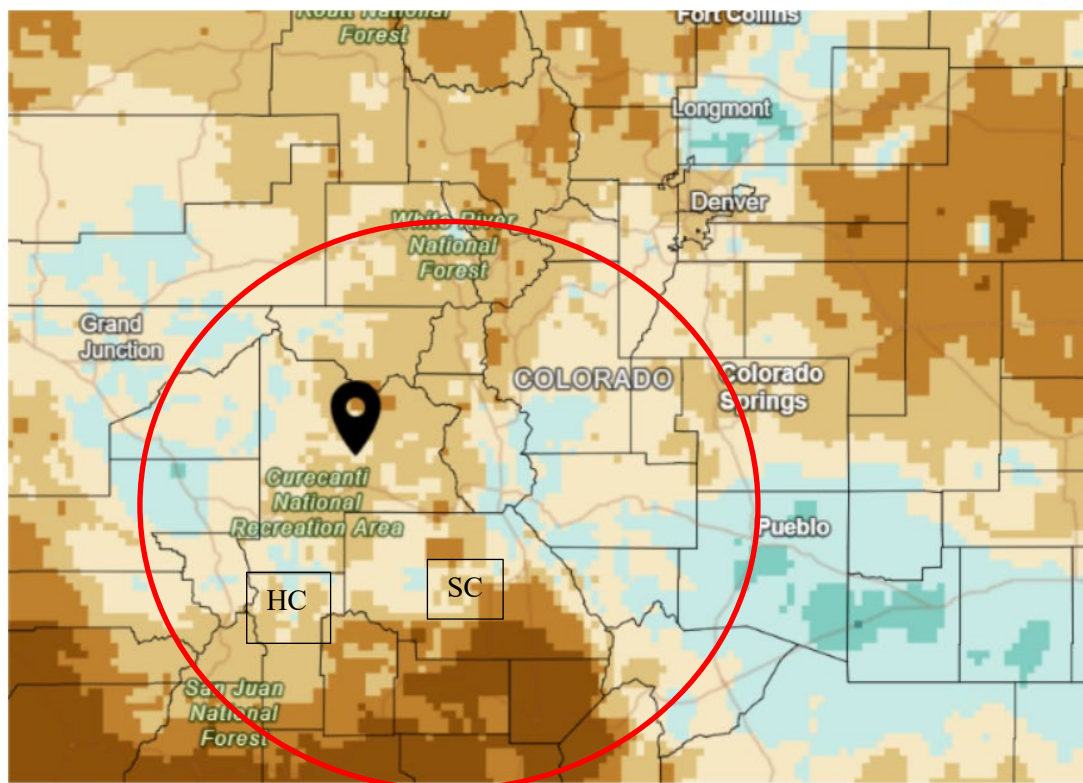 Routt National
Forest
Fort Collins
Longmont
White River
National
Forest
Denver
Grand
Junction
COLORADO
Colorado
Springs
Curecanti
National
Recreation Area
Pueblo
HC
SC
San Juan
National
Forest